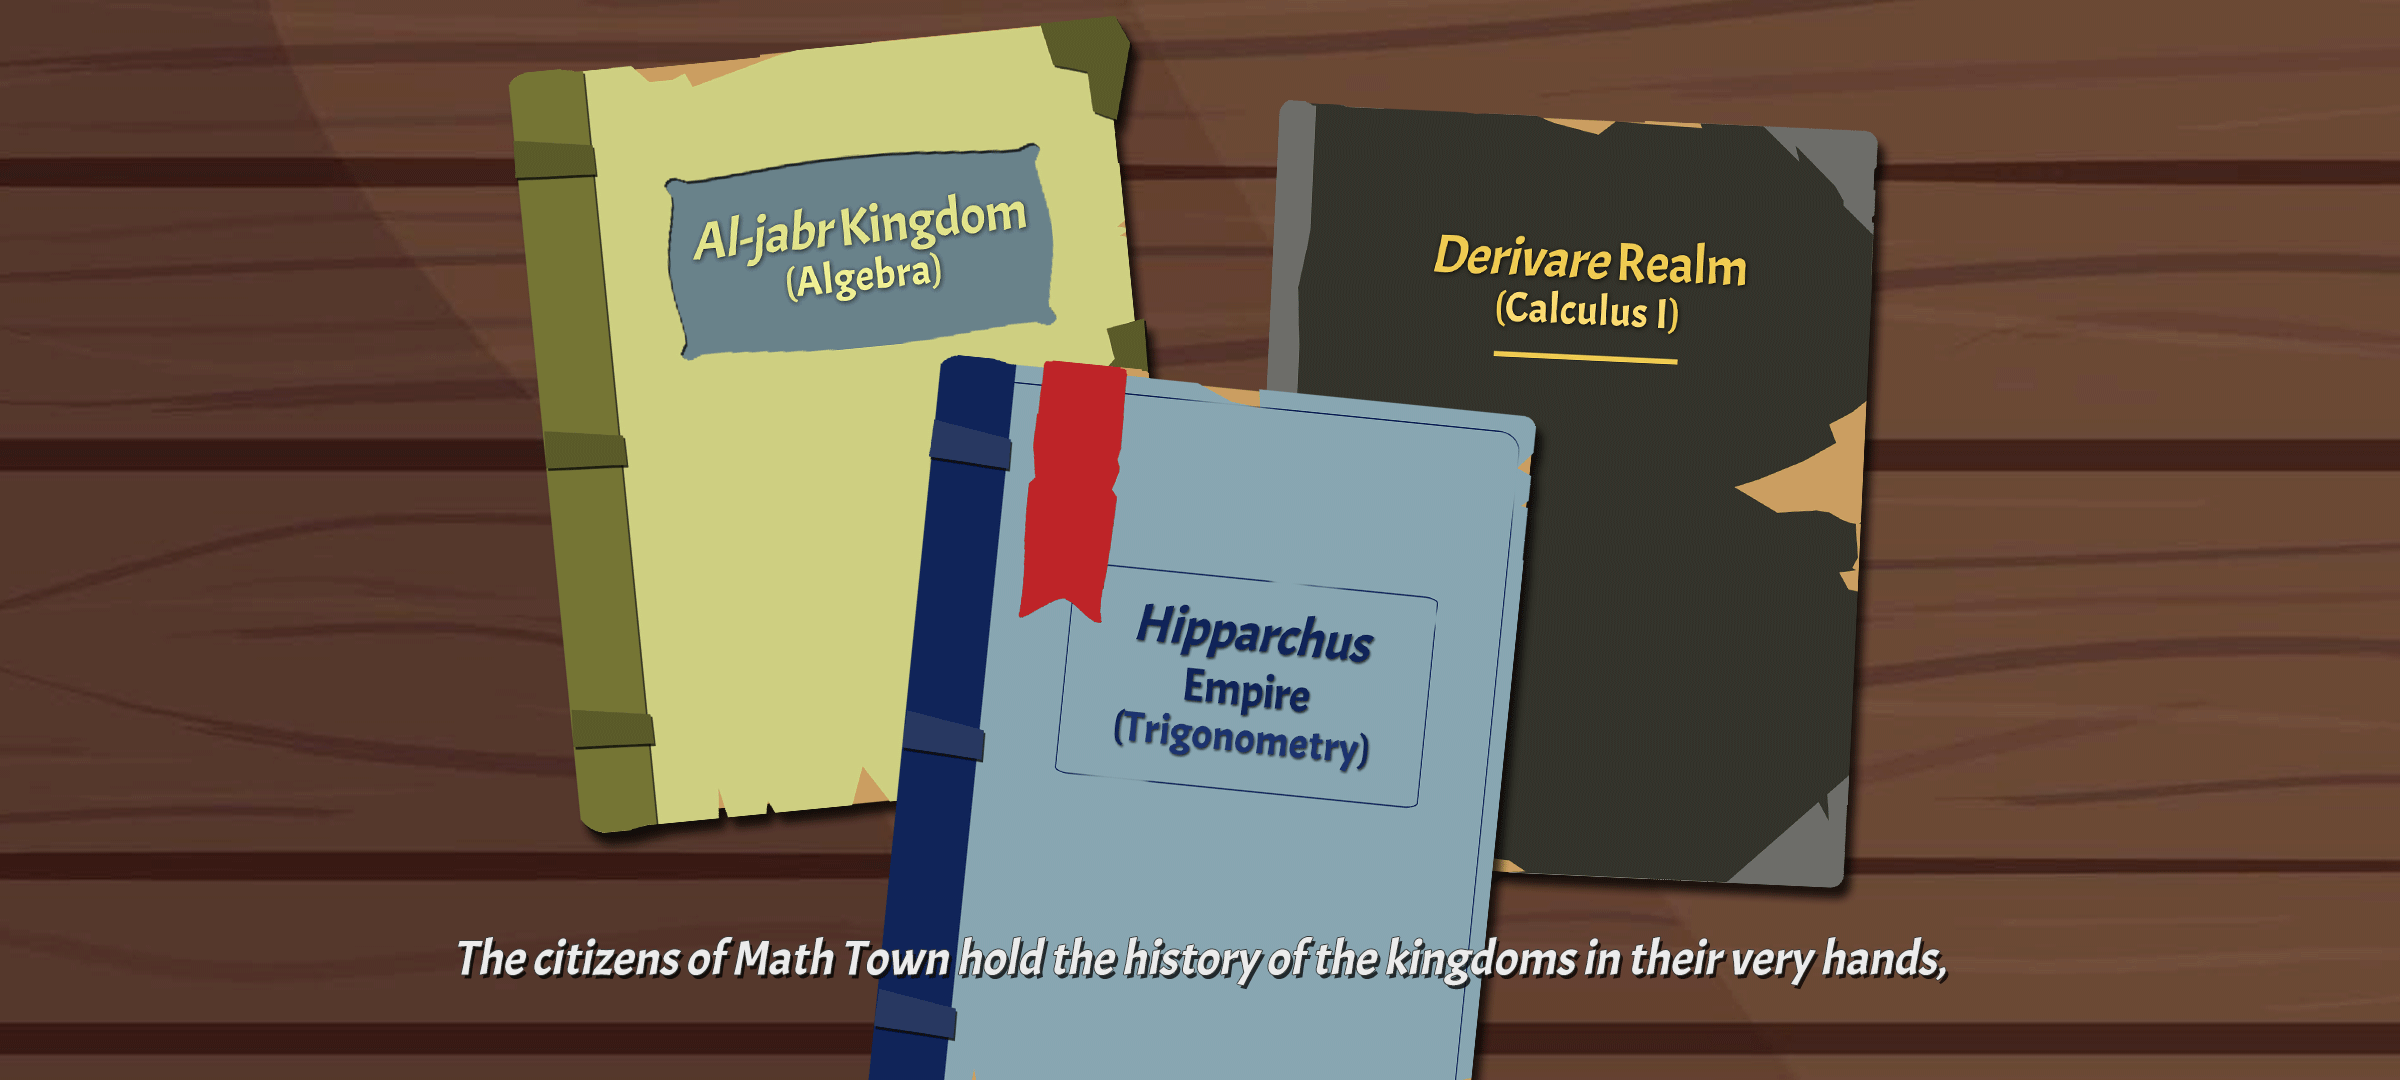 Al-jabr Kingdom
(Algebra)
Derivare Realm
(Calculus I)
Hipparchus
Empire
(Trigonometry)
The citizens of Math Town hold the history of the kingdoms in their very hands,